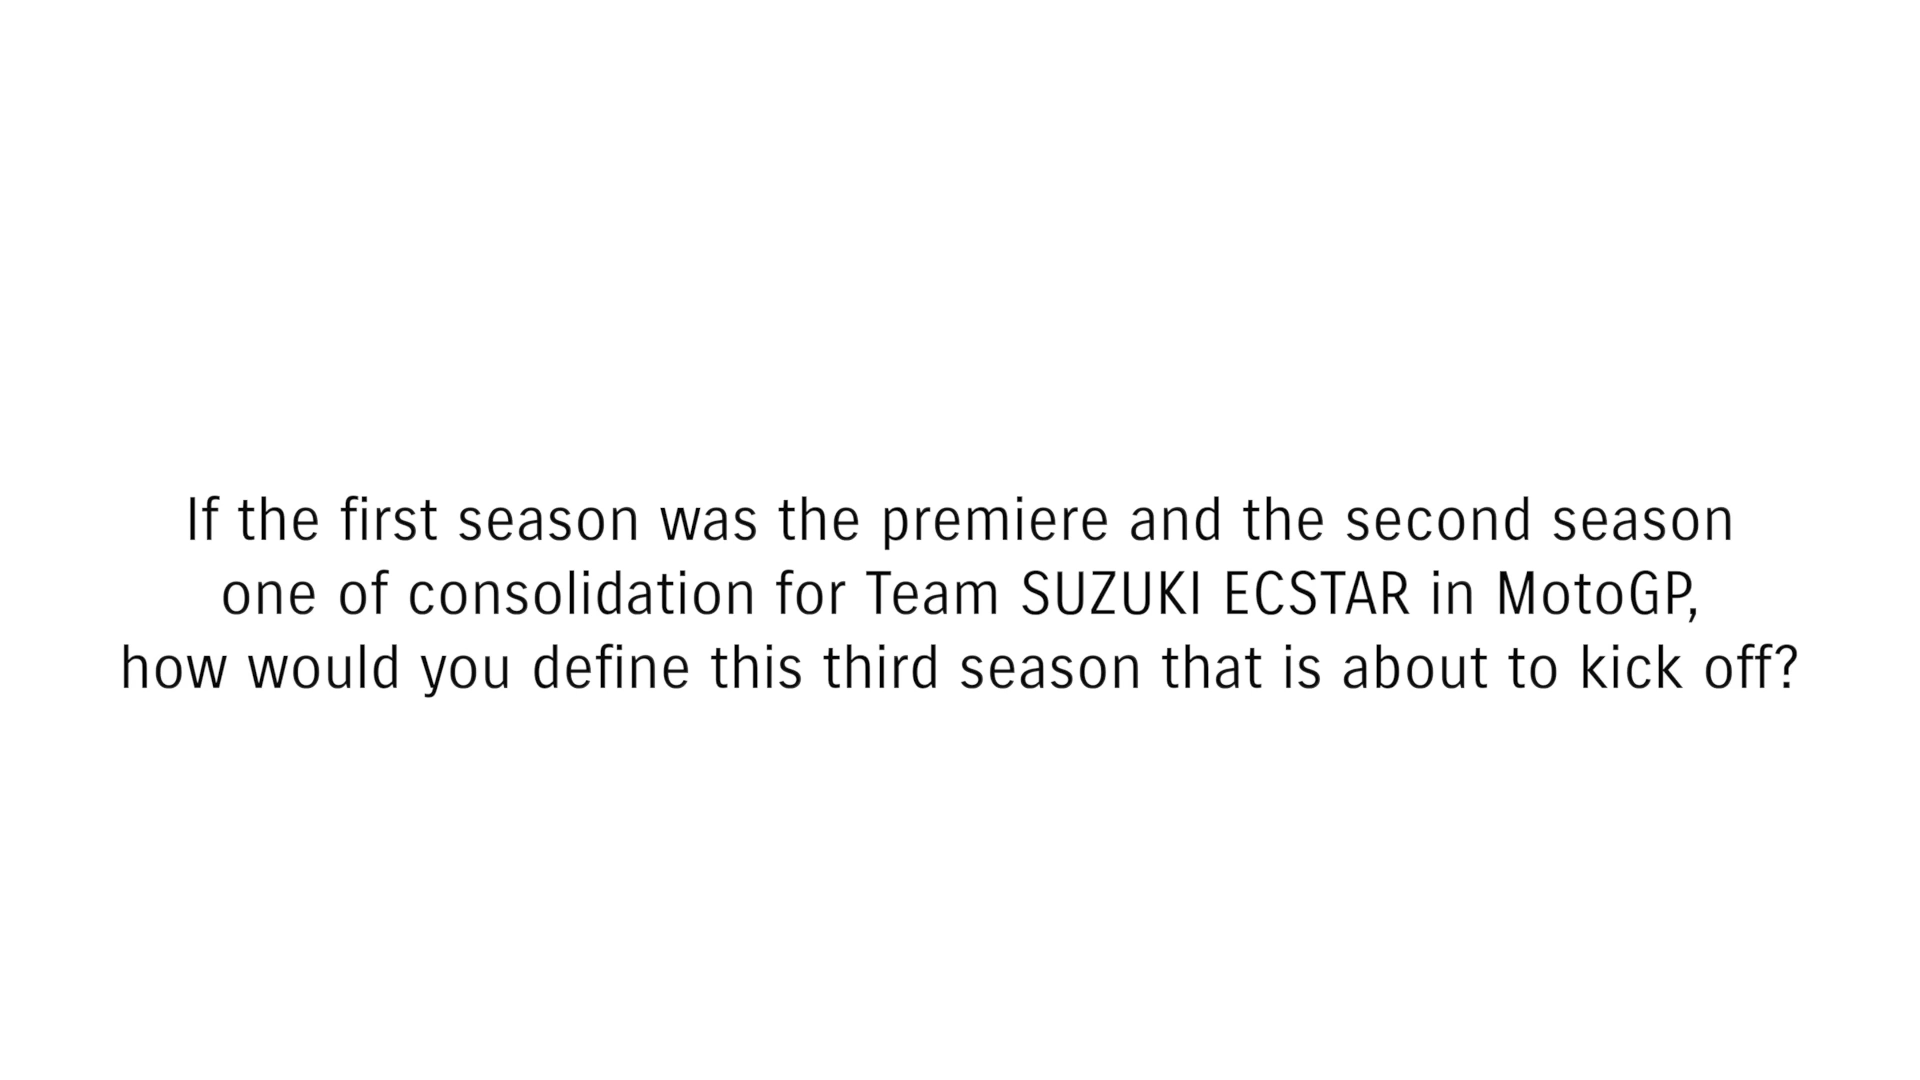 If the first season was the premiere and the second season
one of consolidation for Team SUZUKI ECSTAR in MotoGP,
how would you define this third season that is about to kick off?